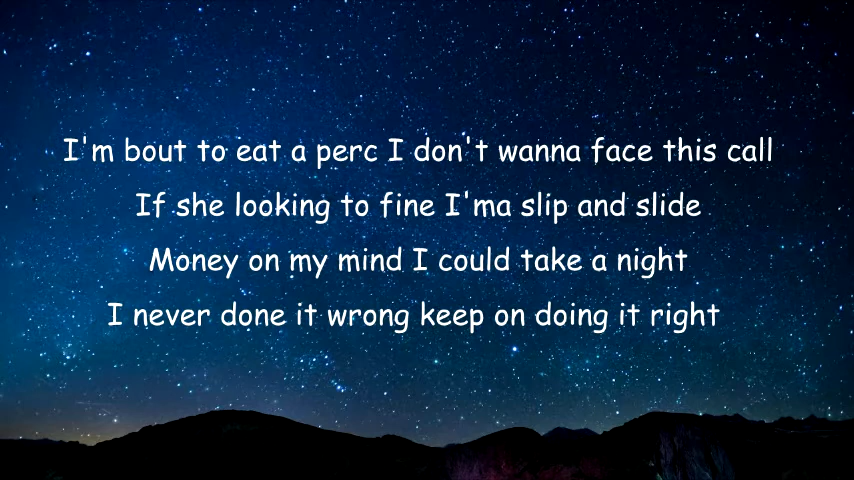 I'm bout to eat a perc I don't wanna face this call
If she looking to fine I'ma slip and slide
Money on my mind I could take a night
I never done it wrong keep on doing it right